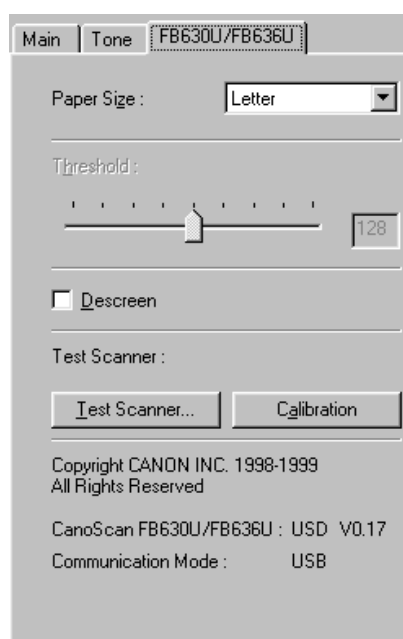 Main Tone FB630U/FB636U
Paper Size : Letter
Threshold :
128
Descreen
Test Scanner :
Test Scanner... Calibration
Copyright CANON INC. 1998-1999
All Rights Reserved
CanoScan FB630U/FB636U : USD V0.17
Communication Mode : USB